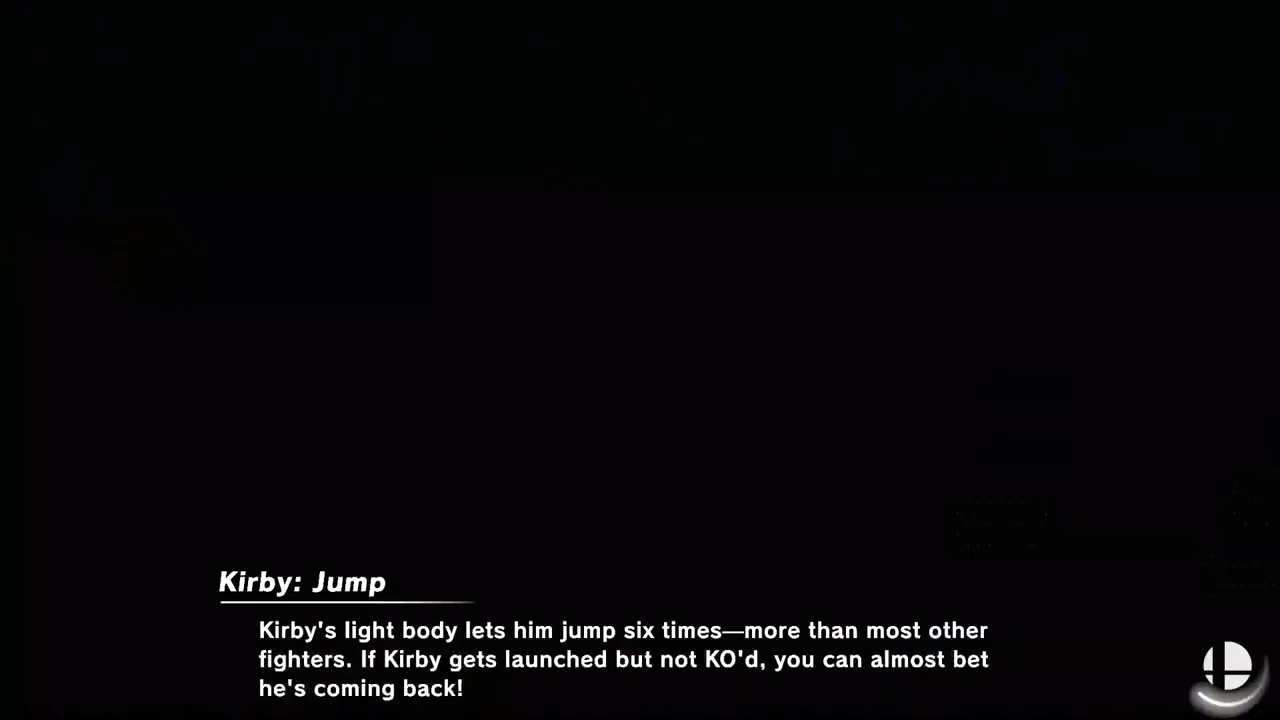 Kirby: Jump
Kirby's light body lets him jump six times—more than most other
fighters. If Kirby gets launched but not KO'd, you can almost bet
he's coming back!